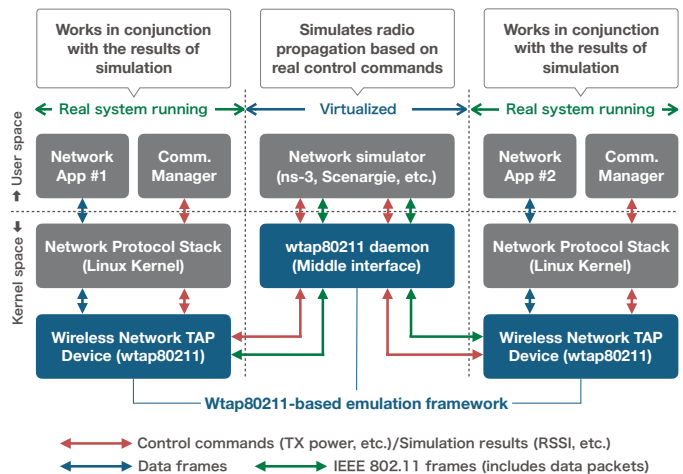 Works in conjunction
with the results of
simulation
Simulates radio
propagation based on
real control commands
Works in conjunction
with the results of
simulation
Real system running
Virtualized
Real system running
User space
Network
App #1
Comm.
Manager
Network simulator
(ns-3, Scenargie, etc.)
Network
App #2
Comm.
Manager
Kernel space
Network Protocol Stack
(Linux Kernel)
wtap80211 daemon
(Middle interface)
Network Protocol Stack
(Linux Kernel)
Wireless Network TAP
Device (wtap80211)
Wireless Network TAP
Device (wtap80211)
Wtap80211-based emulation framework
Control commands (TX power, etc.)/Simulation results (RSSI, etc.)
Data frames
IEEE 802.11 frames (includes data packets)